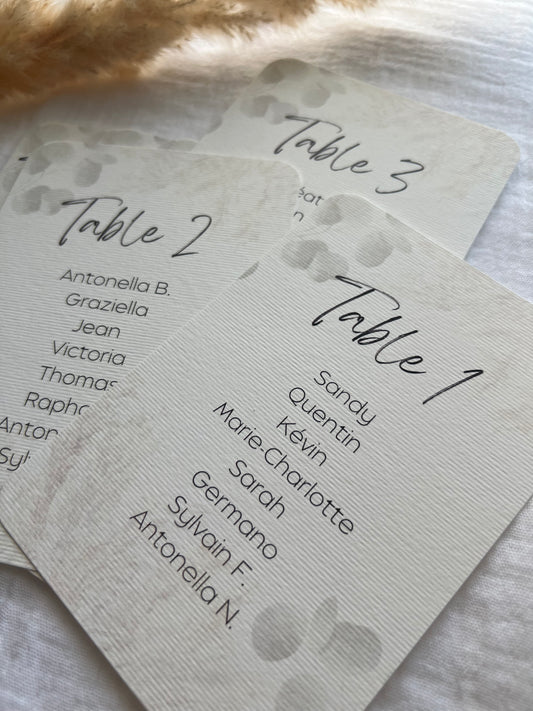 Table 1
Sandy
Quentin
Kévin
Marie-Charlotte
Sarah
Germano
Sylvain F.
Antonella N.
Table 2
Antonella B.
Graziella
Jean
Victoria
Thomas
Table 3